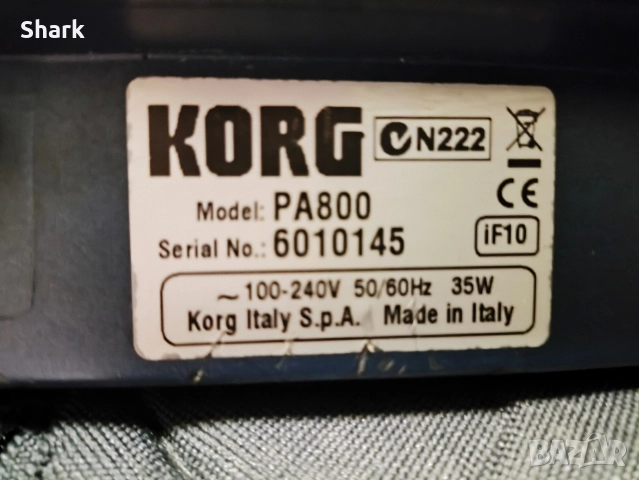 Shark
KORG N222
CE
Model: PA800
Serial No.: 6010145
iF10
~ 100-240V 50/60Hz 35W
Korg Italy S.p.A. Made in Italy
BAZAR